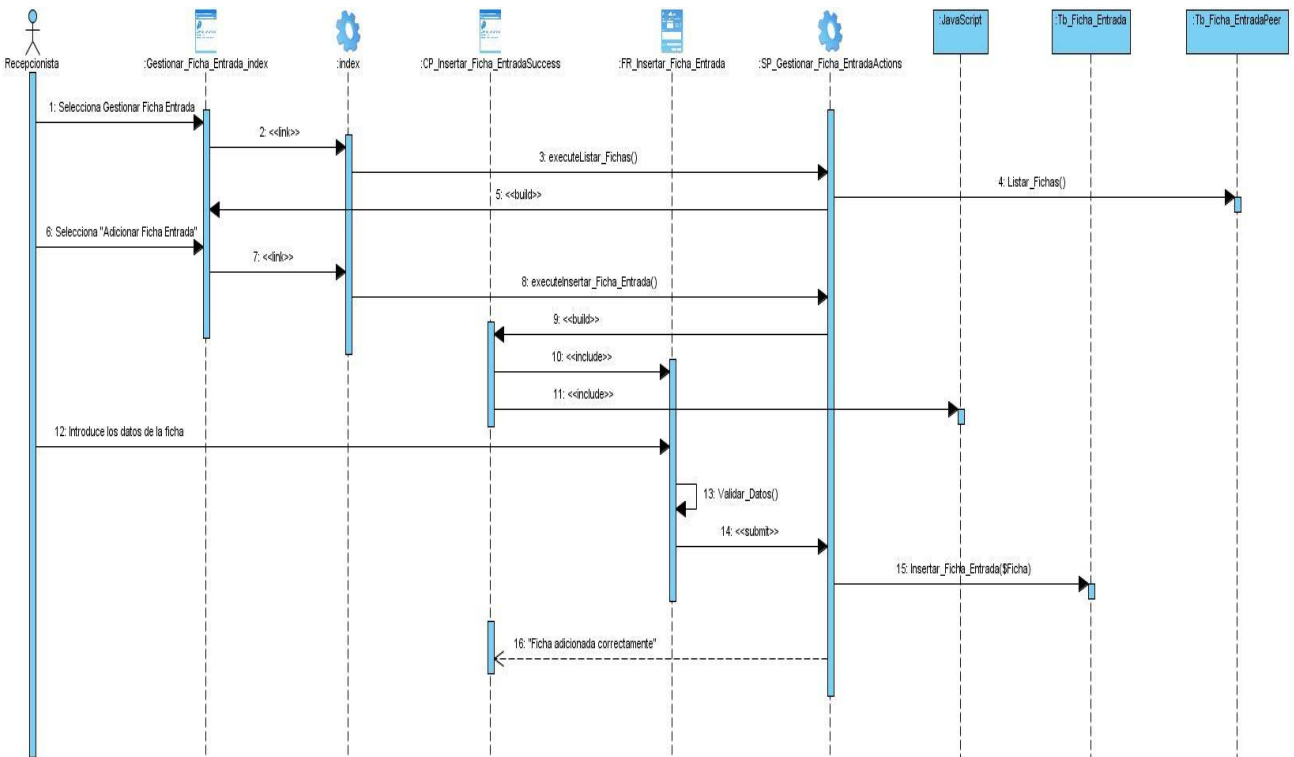 :JavaScript
:Tb_Ficha_Entrada
:Tb_Ficha_EntradaPeer
Recepcionista
:Gestionar_Ficha_Entrada_index
:index
:CP_Insertar_Ficha_EntradaSuccess
:FR_Insertar_Ficha_Entrada
:SP_Gestionar_Ficha_EntradaActions
1: Selecciona Gestionar Ficha Entrada
2: <<link>>
3: executeListar_Fichas()
4: Listar_Fichas()
5: <<build>>
6: Selecciona "Adicionar Ficha Entrada"
7: <<link>>
8: executeInsertar_Ficha_Entrada()
9: <<build>>
10: <<include>>
11: <<include>>
12: Introduce los datos de la ficha
13: Validar_Datos()
14: <<submit>>
15: Insertar_Ficha_Entrada($Ficha)
16: "Ficha adicionada correctamente"